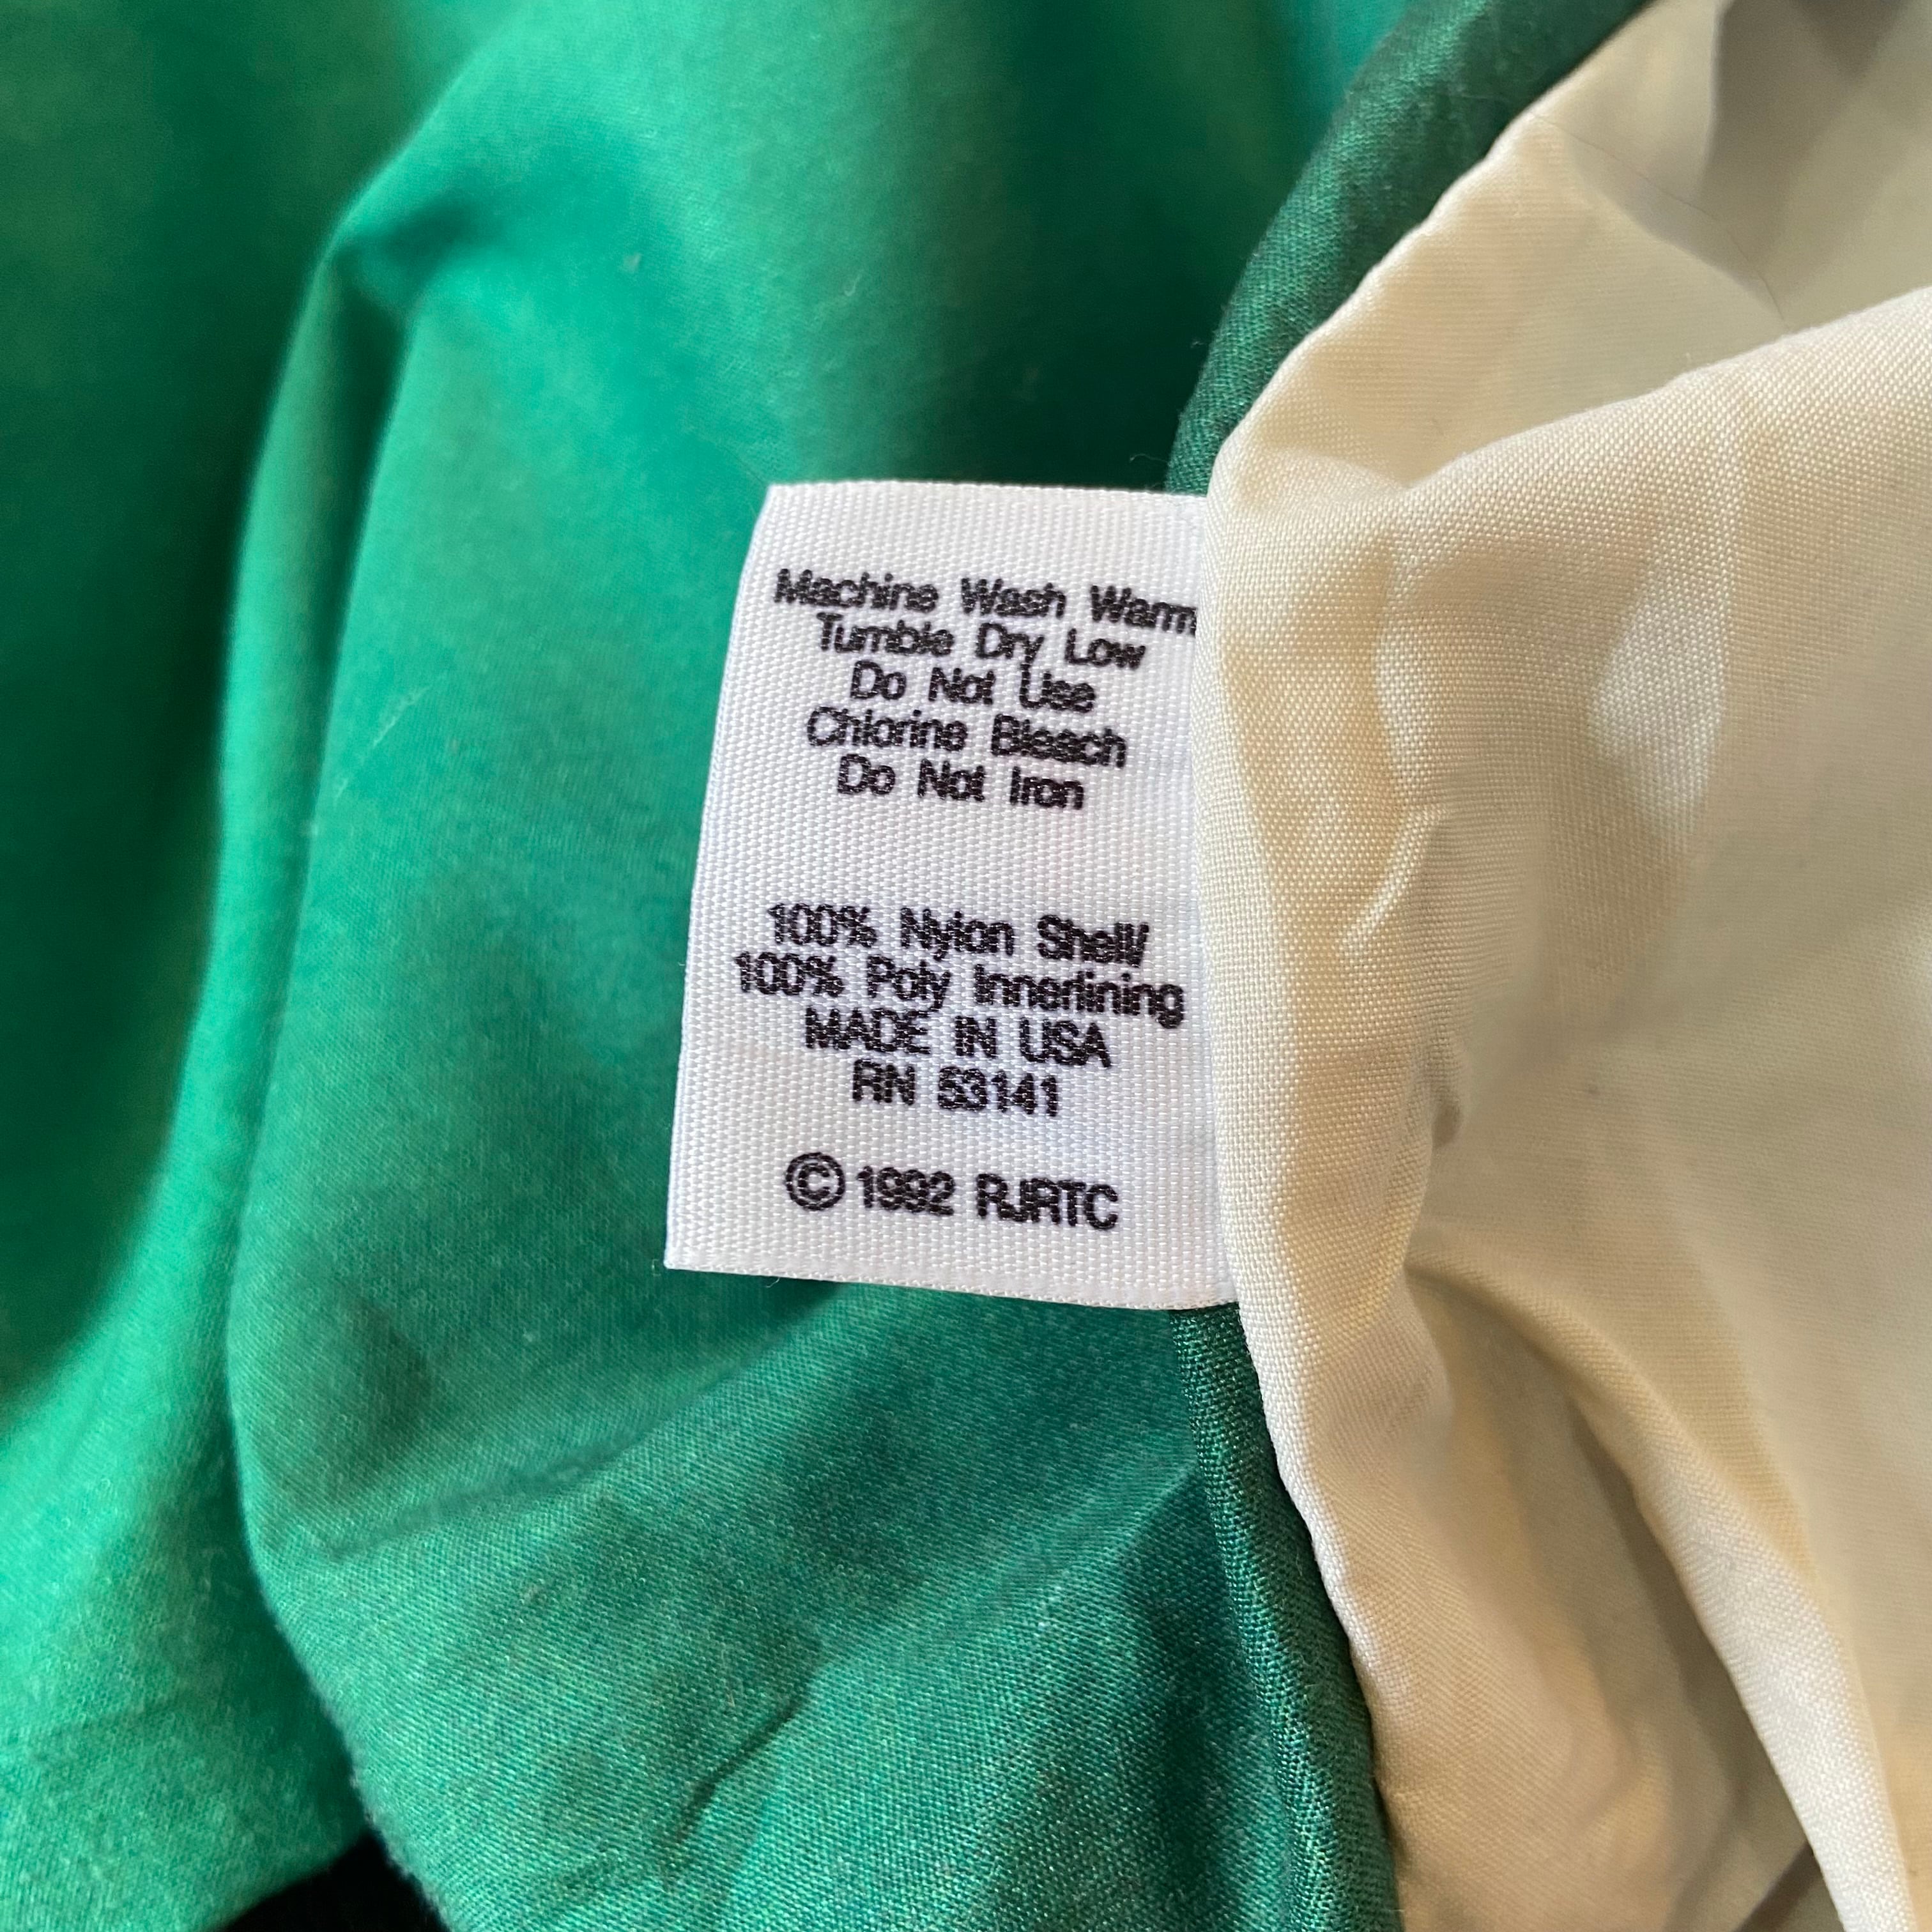 Machine Wash Warm
Tumble Dry Low
Do Not Use
Chlorine Bleach
Do Not Iron
100% Nylon Shell/
100% Poly Innerlining
MADE IN USA
RN 53141
© 1992 RJRTC